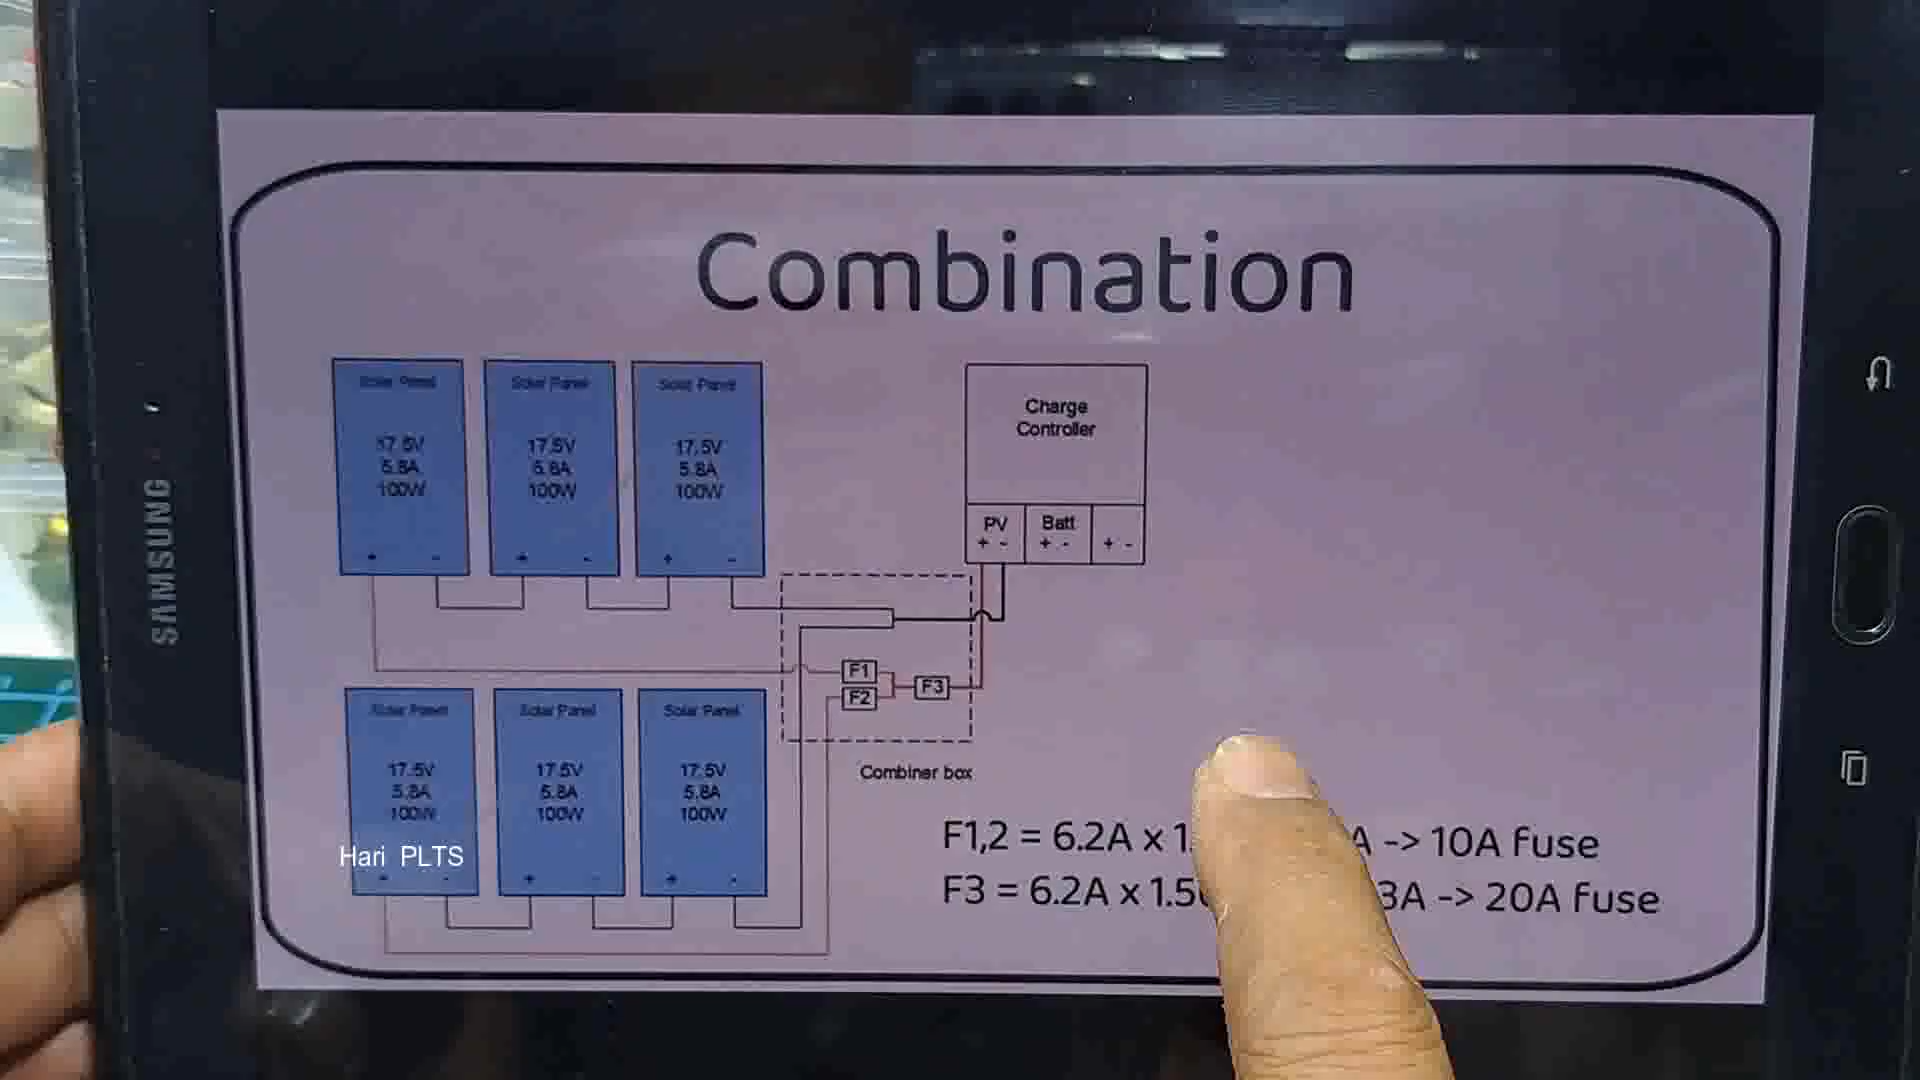 SAMSUNG
Combination
Solar Panel
17.5V
5.8A
100W
+ -
Solar Panel
17.5V
5.8A
100W
+ -
Solar Panel
17.5V
5.8A
100W
+ -
Charge
Controller
PV
+ -
Batt
+ -
+ -
F1
F2
F3
Combiner box
Solar Panel
17.5V
5.8A
100W
+ -
Solar Panel
17.5V
5.8A
100W
+ -
Solar Panel
17.5V
5.8A
100W
+ -
Hari PLTS
F1,2 = 6.2A x 1. A -> 10A fuse
F3 = 6.2A x 1.5 3A -> 20A fuse